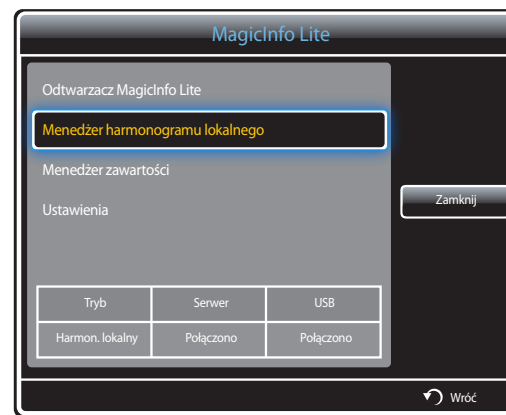 MagicInfo Lite
Odtwarzacz MagicInfo Lite
Menedżer harmonogramu lokalnego
Menedżer zawartości
Ustawienia
Zamknij
Tryb Serwer USB
Harmon. lokalny Połączono Połączono
Wróć